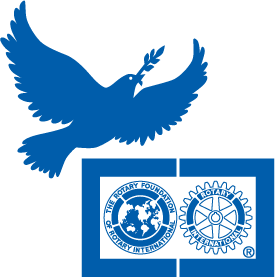 THE ROTARY FOUNDATION
OF ROTARY INTERNATIONAL
ROTARY
INTERNATIONAL
®